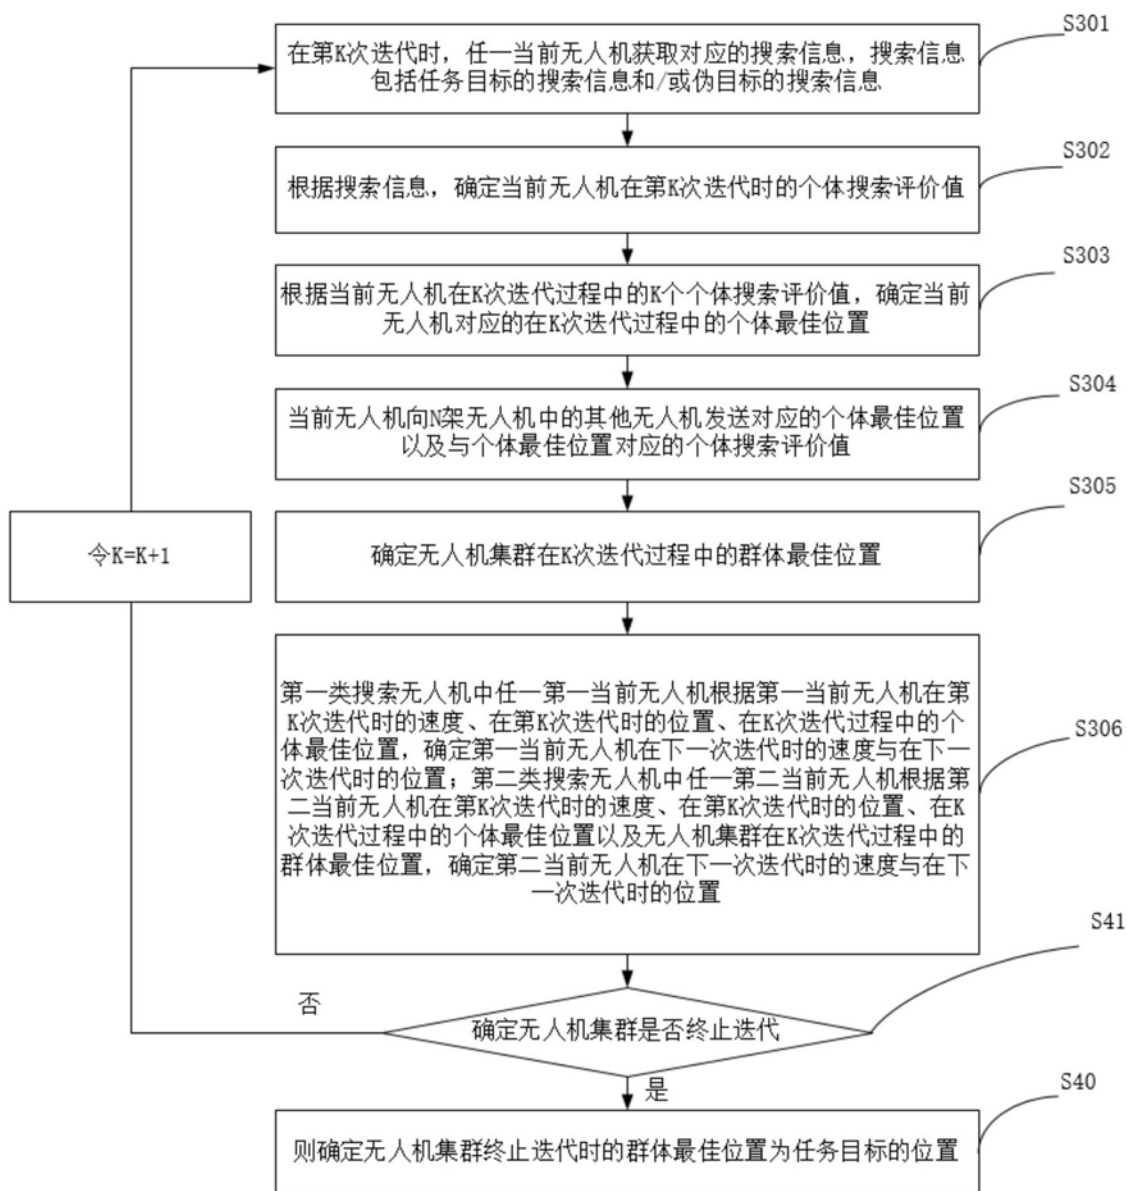 S301
在第K次迭代时，任一当前无人机获取对应的搜索信息，搜索信息
包括任务目标的搜索信息和/或伪目标的搜索信息
S302
根据搜索信息，确定当前无人机在第K次迭代时的个体搜索评价值
S303
根据当前无人机在K次迭代过程中的K个个体搜索评价值，确定当前
无人机对应的在K次迭代过程中的个体最佳位置
S304
当前无人机向N架无人机中的其他无人机发送对应的个体最佳位置
以及与个体最佳位置对应的个体搜索评价值
S305
令K=K+1
确定无人机集群在K次迭代过程中的群体最佳位置
第一类搜索无人机中任一第一当前无人机根据第一当前无人机在第
K次迭代时的速度、在第K次迭代时的位置、在K次迭代过程中的个
体最佳位置，确定第一当前无人机在下一次迭代时的速度与在下一
次迭代时的位置；第二类搜索无人机中任一第二当前无人机根据第
二当前无人机在第K次迭代时的速度、在第K次迭代时的位置、在K
次迭代过程中的个体最佳位置以及无人机集群在K次迭代过程中的
群体最佳位置，确定第二当前无人机在下一次迭代时的速度与在下
一次迭代时的位置
S306
S41
否
确定无人机集群是否终止迭代
是
S40
则确定无人机集群终止迭代时的群体最佳位置为任务目标的位置